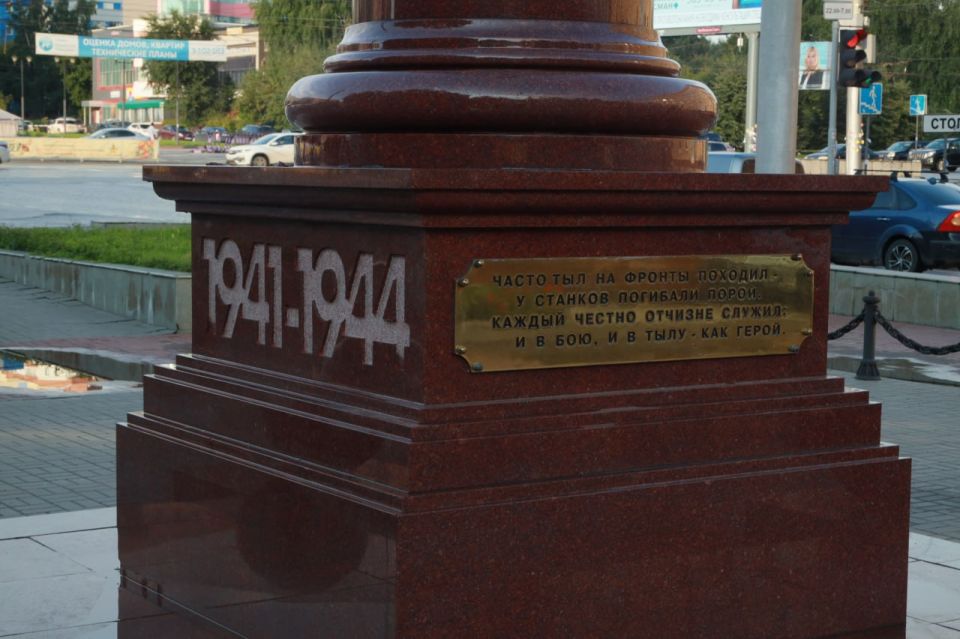 ОЦЕНКА ДОМОВ, КВАРТИР
ТЕХНИЧЕСКИЕ ПЛАНЫ
1941-1944
ЧАСТО ТЫЛ НА ФРОНТЫ ПОХОДИЛ -
У СТАНКОВ ПОГИБАЛИ ПОРОЙ.
КАЖДЫЙ ЧЕСТНО ОТЧИЗНЕ СЛУЖИЛ:
И В БОЮ, И В ТЫЛУ - КАК ГЕРОЙ.